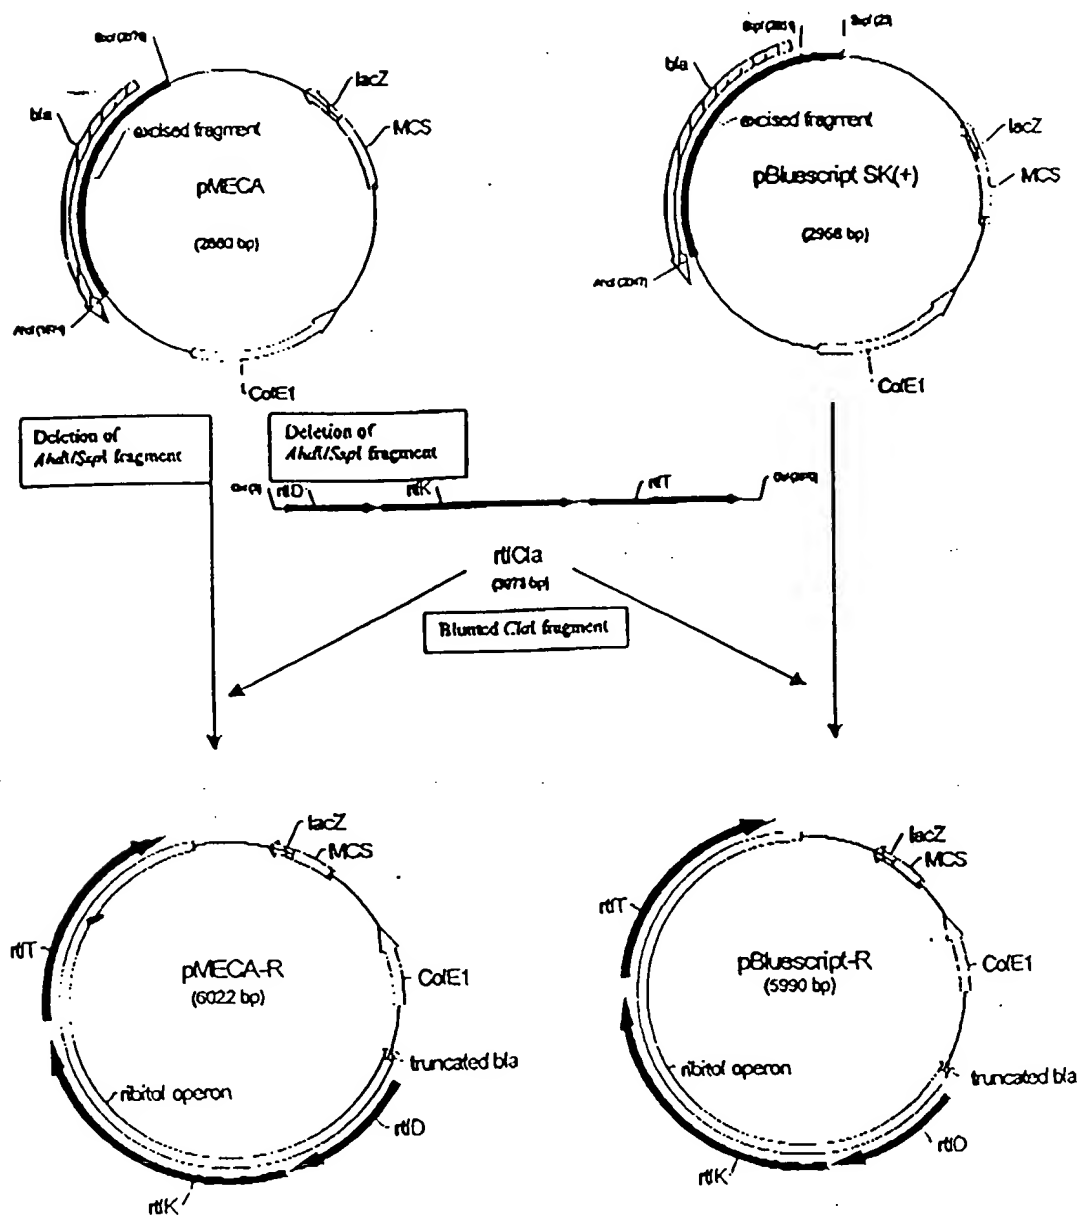 bla
excised fragment
pMECA
lacZ
MCS
ColE1
bla
excised fragment
pBluescript SK(+)
(2958 bp)
lacZ
MCS
ColE1
Deletion of
AhdI/SspI fragment
Deletion of
AhdI/SspI fragment
rtlD
rtlK
rtlT
rtlCla
Blunted ClaI fragment
lacZ
MCS
rtlT
pMECA-R
(6022 bp)
ColE1
truncated bla
ribitol operon
rtlD
rtlK
lacZ
MCS
rtlT
pBluescript-R
(5990 bp)
ColE1
truncated bla
ribitol operon
rtlD
rtlK